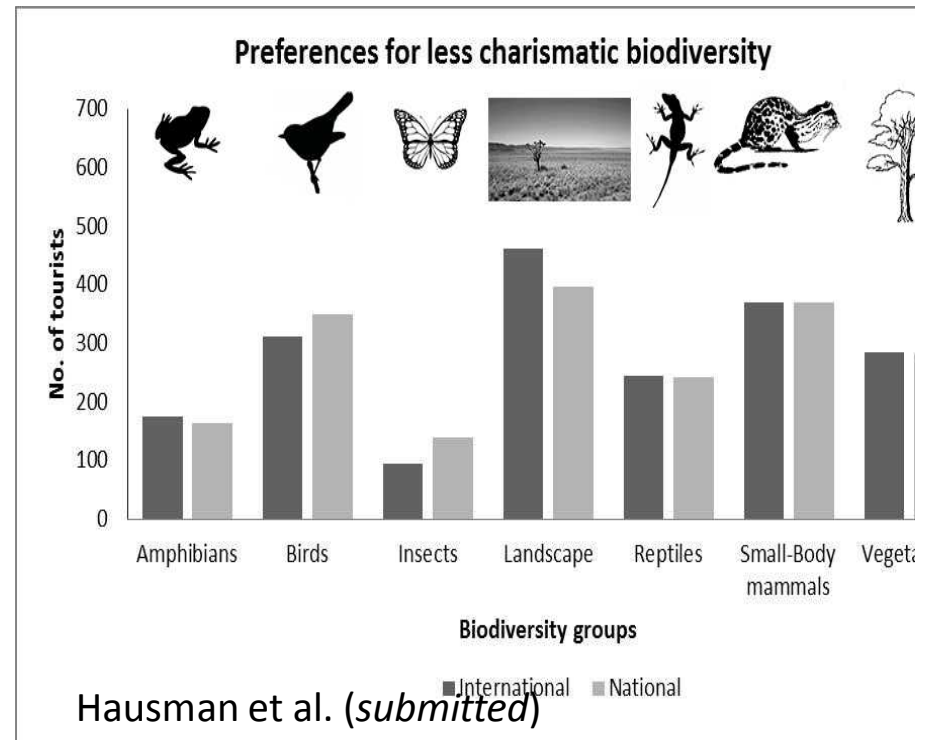 Preferences for less charismatic biodiversity
700
600
500
400
300
200
100
0
No. of tourists
Amphibians Birds Insects Landscape Reptiles Small-Body mammals Vegeta
Biodiversity groups
International National
Hausman et al. (submitted)